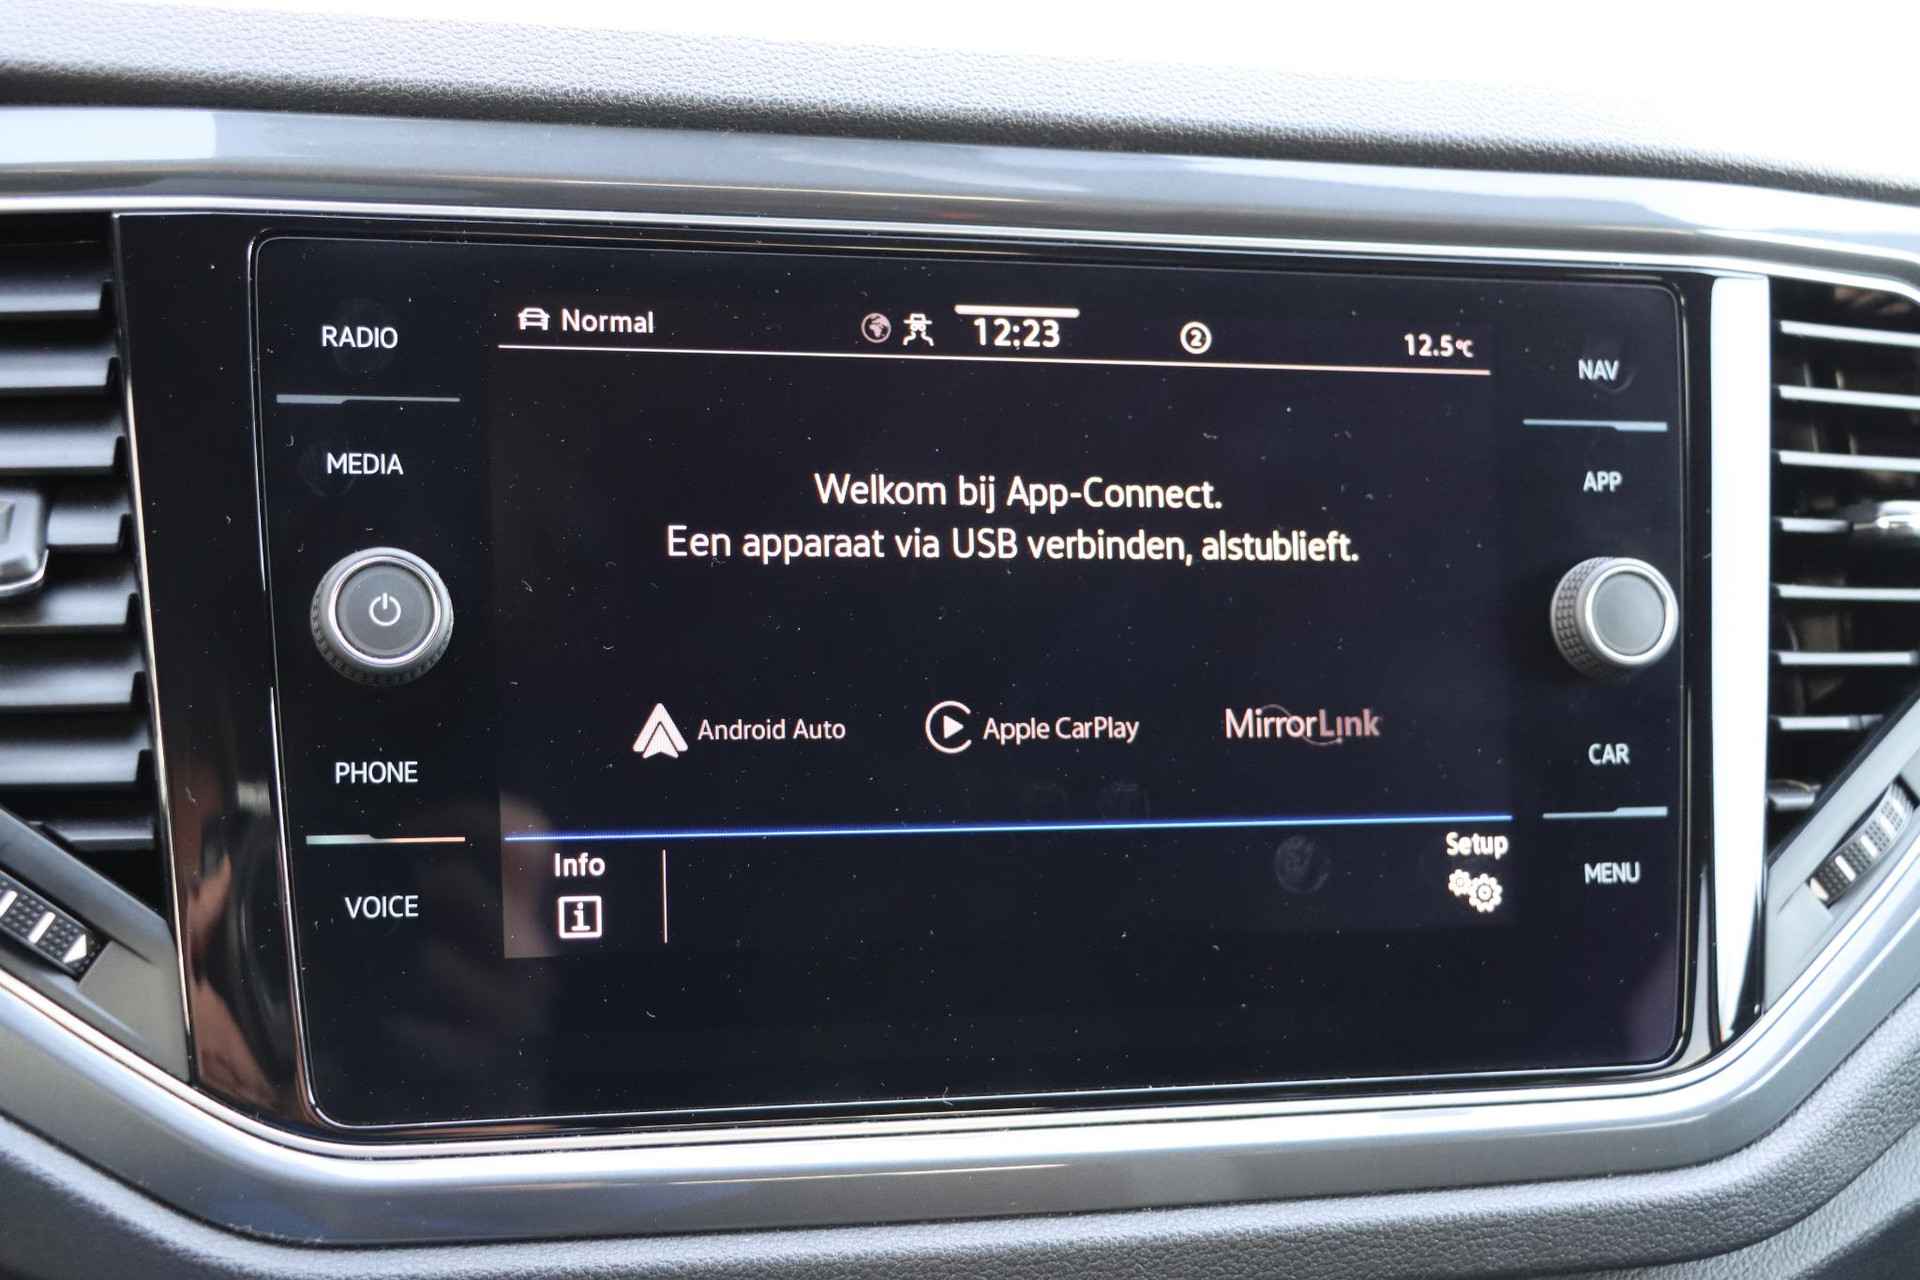 RADIO
MEDIA
PHONE
VOICE
Normal
12:23
2
12.5°C
Welkom bij App-Connect.
Een apparaat via USB verbinden, alstublieft.
Android Auto
Apple CarPlay
MirrorLink
Info
i
Setup
NAV
APP
CAR
MENU